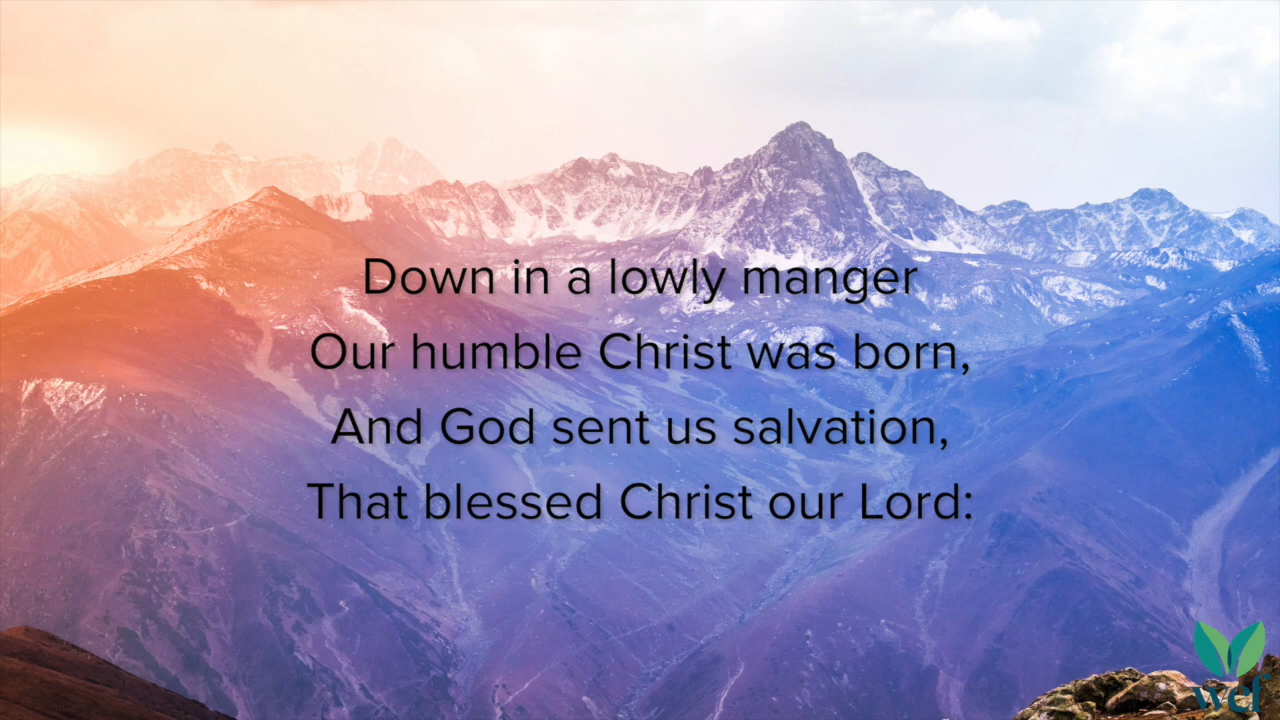 Down in a lowly manger
Our humble Christ was born,
And God sent us salvation,
That blessed Christ our Lord:
wef